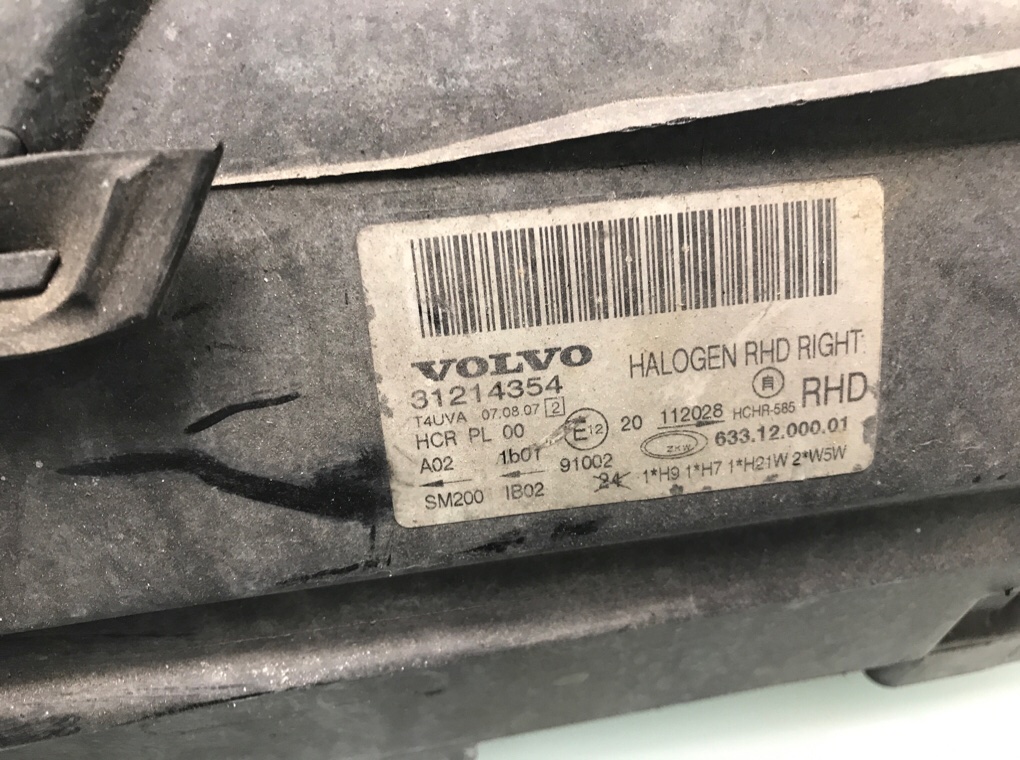 VOLVO HALOGEN RHD RIGHT
31214354
T4UVA 07.08.07 2 自 RHD
HCR PL 00 E12 20 112028 HCHR-585
A02 1b01 91002 ZKW 633.12.000.01
SM200 IB02 24 1*H9 1*H7 1*H21W 2*W5W